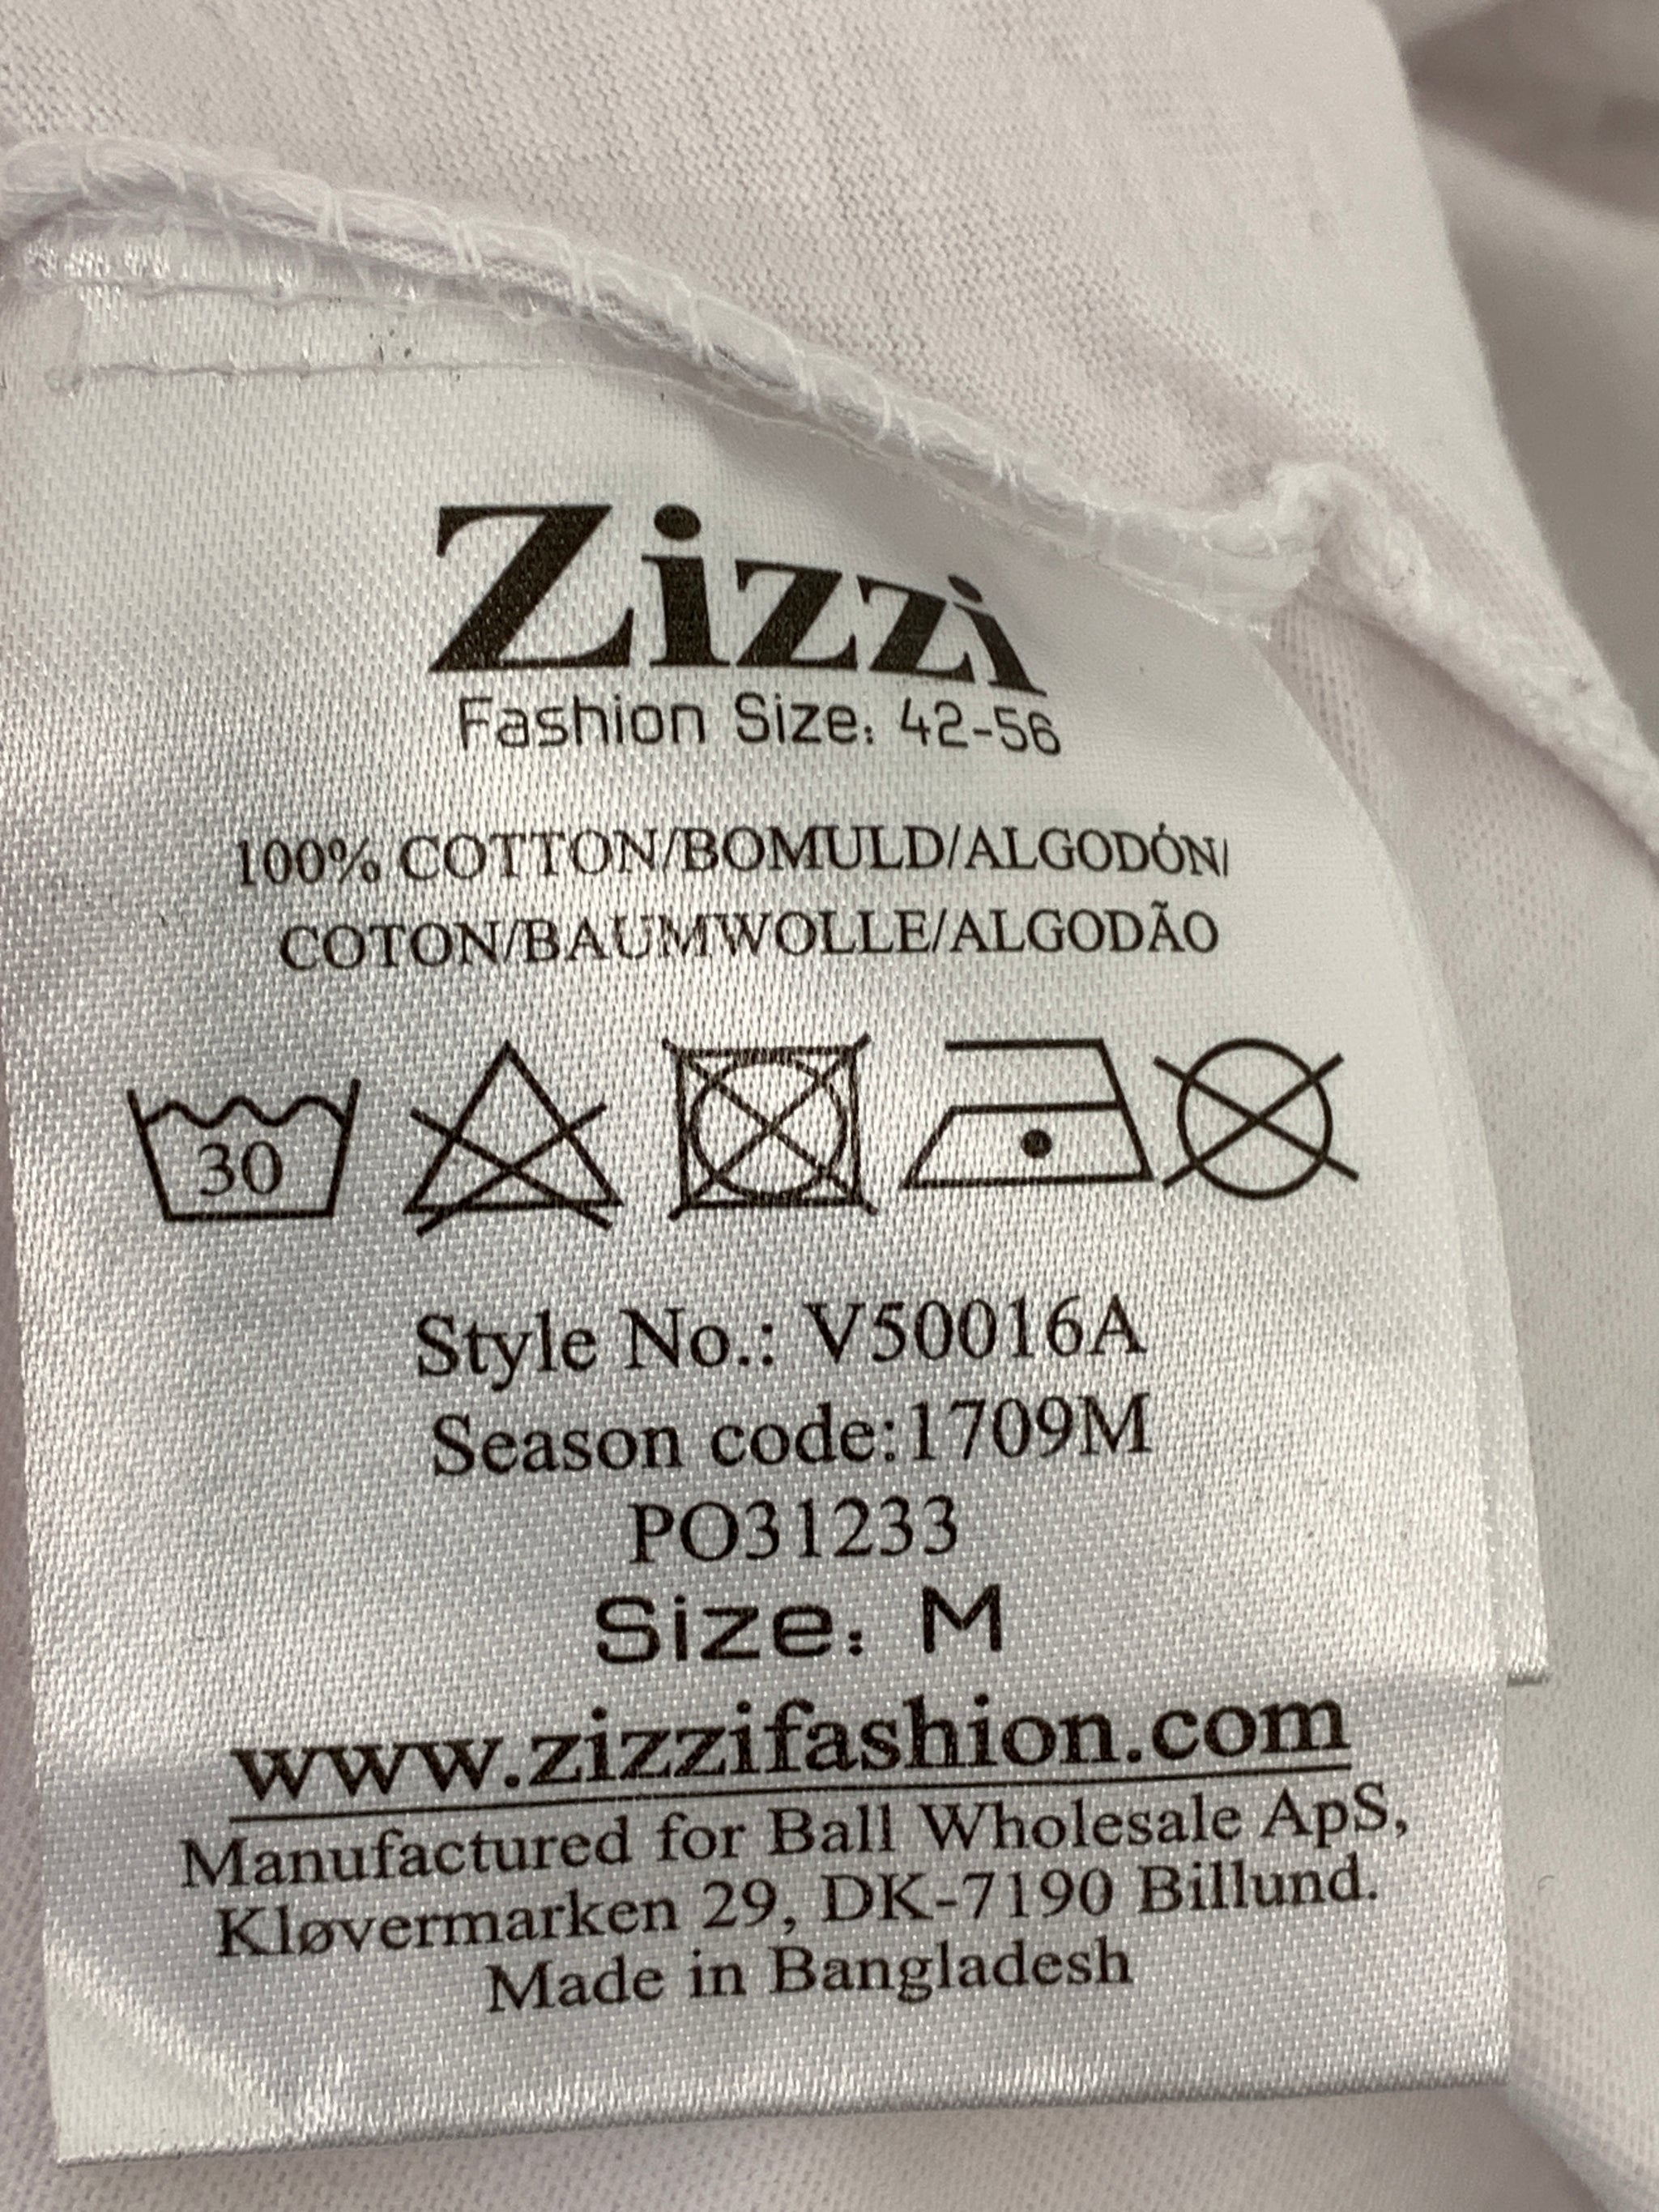 Zizzi
Fashion Size: 42-56
100% COTTON/BOMULD/ALGODÓN/
COTON/BAUMWOLLE/ALGODÃO
30
Style No.: V50016A
Season code:1709M
PO31233
Size: M
www.zizzifashion.com
Manufactured for Ball Wholesale ApS,
Kløvermarken 29, DK-7190 Billund.
Made in Bangladesh